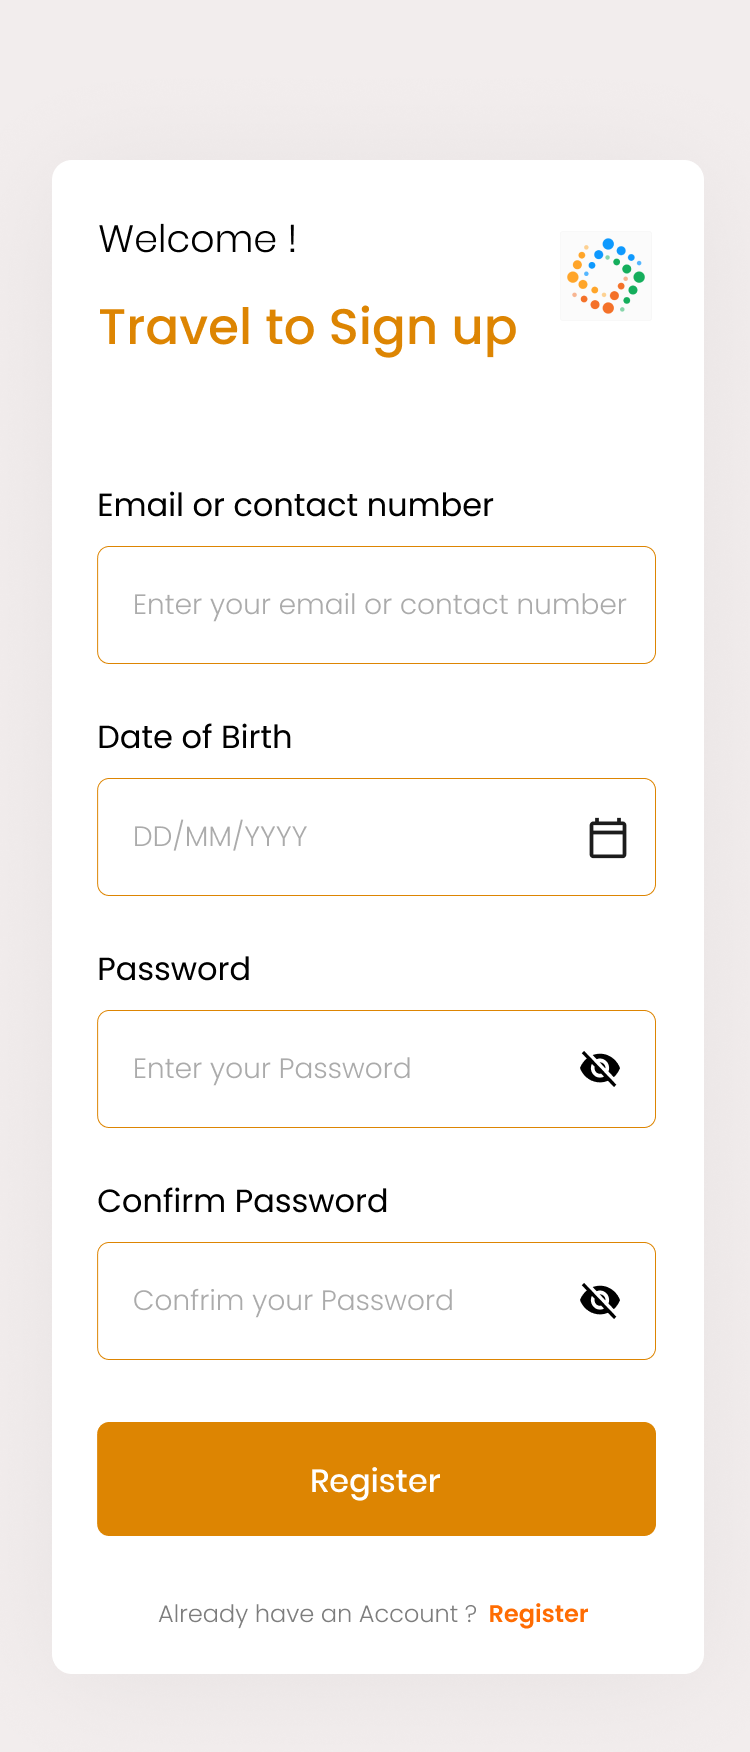 Welcome !
Travel to Sign up
Email or contact number
Enter your email or contact number
Date of Birth
DD/MM/YYYY
Password
Enter your Password
Confirm Password
Confrim your Password
Register
Already have an Account ? Register